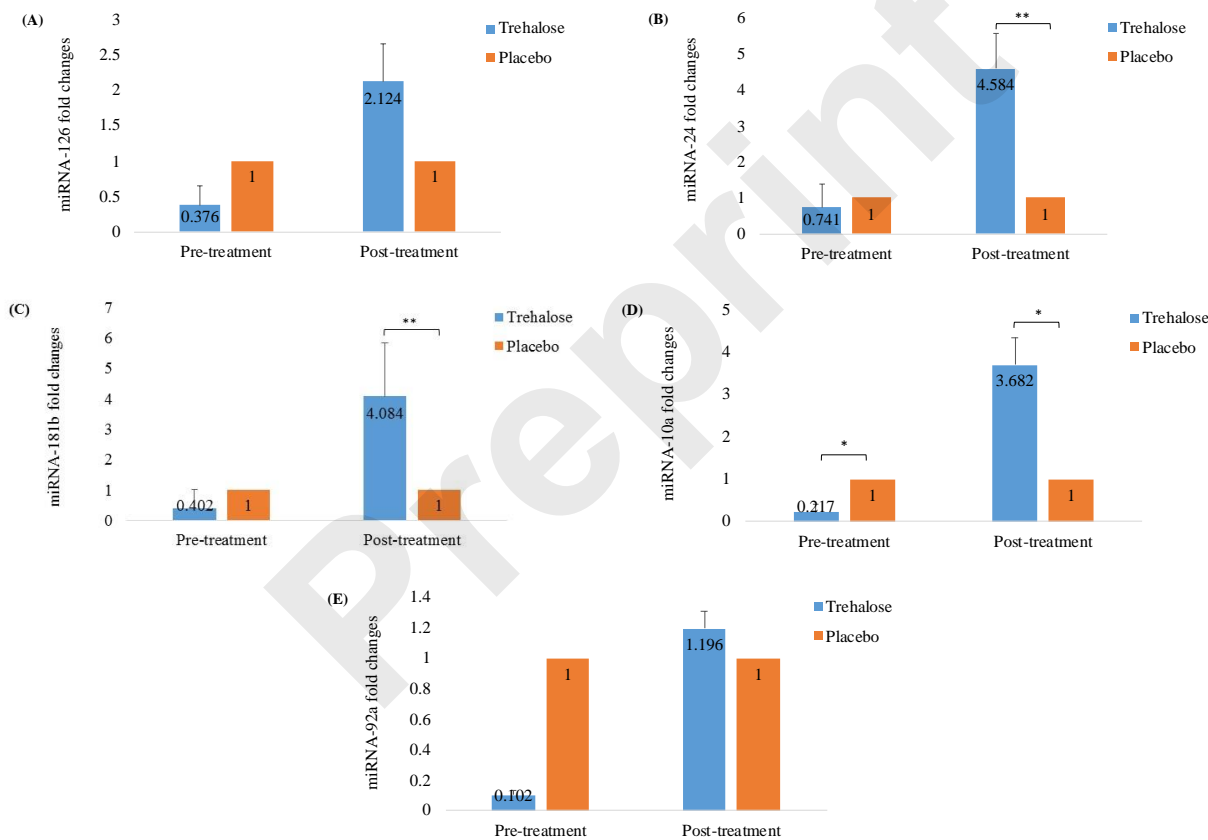 (A)
miRNA-126 fold changes
3
2.5
2
1.5
1
0.5
0
2.124
0.376
1
1
Pre-treatment Post-treatment
Trehalose
Placebo
(B)
miRNA-24 fold changes
6
5
4
3
2
1
0
**
4.584
0.741
1
1
Pre-treatment Post-treatment
Trehalose
Placebo
(C)
miRNA-181b fold changes
7
6
5
4
3
2
1
0
**
4.084
0.402
1
1
Pre-treatment Post-treatment
Trehalose
Placebo
(D)
miRNA-10a fold changes
5
4
3
2
1
0
*
*
3.682
0.217
1
1
Pre-treatment Post-treatment
Trehalose
Placebo
(E)
miRNA-92a fold changes
1.4
1.2
1
0.8
0.6
0.4
0.2
0
1.196
0.102
1
1
Pre-treatment Post-treatment
Trehalose
Placebo
Preprint